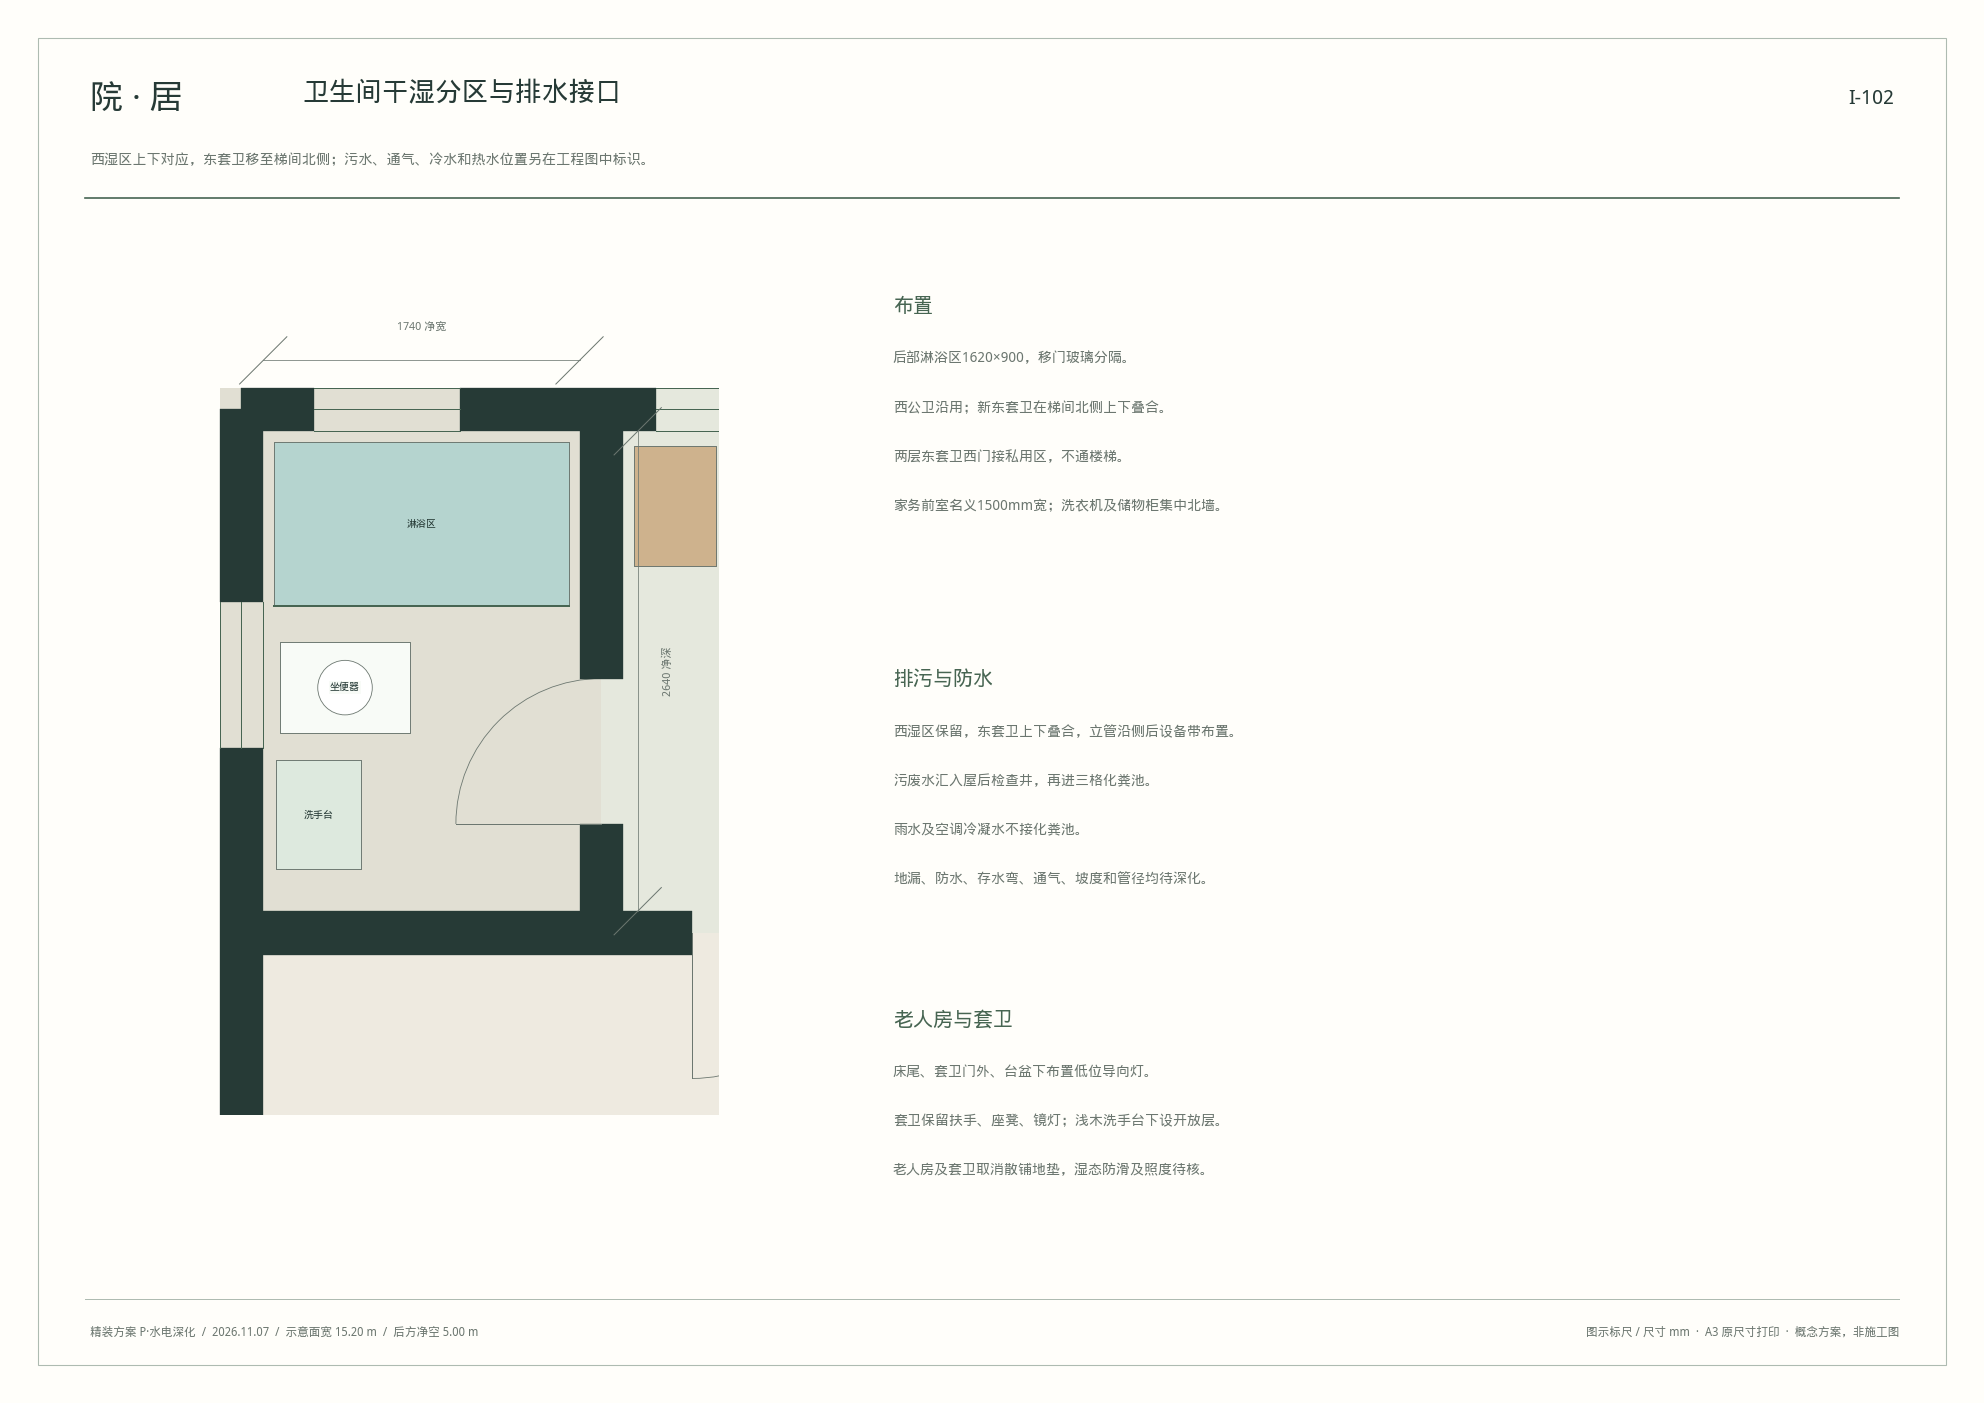 院 · 居
卫生间干湿分区与排水接口
I-102
西湿区上下对应，东套卫移至梯间北侧；污水、通气、冷水和热水位置另在工程图中标识。
1740 净宽
淋浴区
坐便器
洗手台
2640 净深
布置
后部淋浴区1620×900，移门玻璃分隔。
西公卫沿用；新东套卫在梯间北侧上下叠合。
两层东套卫西门接私用区，不通楼梯。
家务前室名义1500mm宽；洗衣机及储物柜集中北墙。
排污与防水
西湿区保留，东套卫上下叠合，立管沿侧后设备带布置。
污废水汇入屋后检查井，再进三格化粪池。
雨水及空调冷凝水不接化粪池。
地漏、防水、存水弯、通气、坡度和管径均待深化。
老人房与套卫
床尾、套卫门外、台盆下布置低位导向灯。
套卫保留扶手、座凳、镜灯；浅木洗手台下设开放层。
老人房及套卫取消散铺地垫，湿态防滑及照度待核。
精装方案 P·水电深化 / 2026.11.07 / 示意面宽 15.20 m / 后方净空 5.00 m
图示标尺 / 尺寸 mm · A3 原尺寸打印 · 概念方案，非施工图